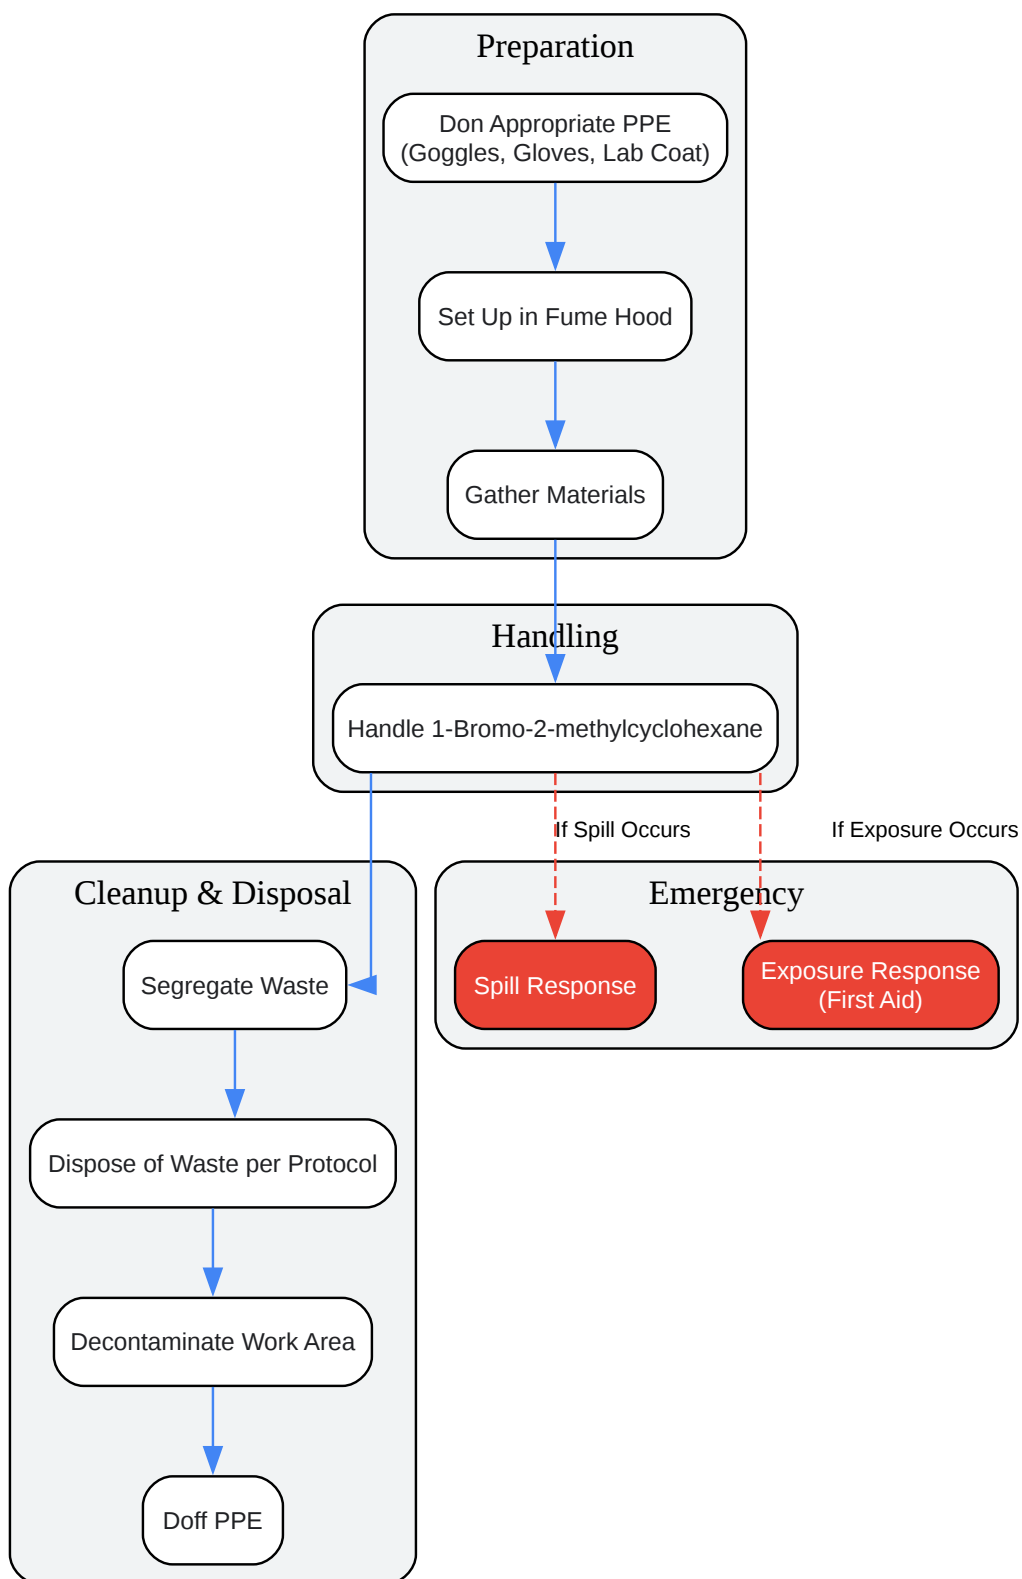 Preparation
Don Appropriate PPE
(Goggles, Gloves, Lab Coat)
Set Up in Fume Hood
Gather Materials
Handling
Handle 1-Bromo-2-methylcyclohexane
If Spill Occurs
If Exposure Occurs
Cleanup & Disposal
Segregate Waste
Dispose of Waste per Protocol
Decontaminate Work Area
Doff PPE
Emergency
Spill Response
Exposure Response
(First Aid)